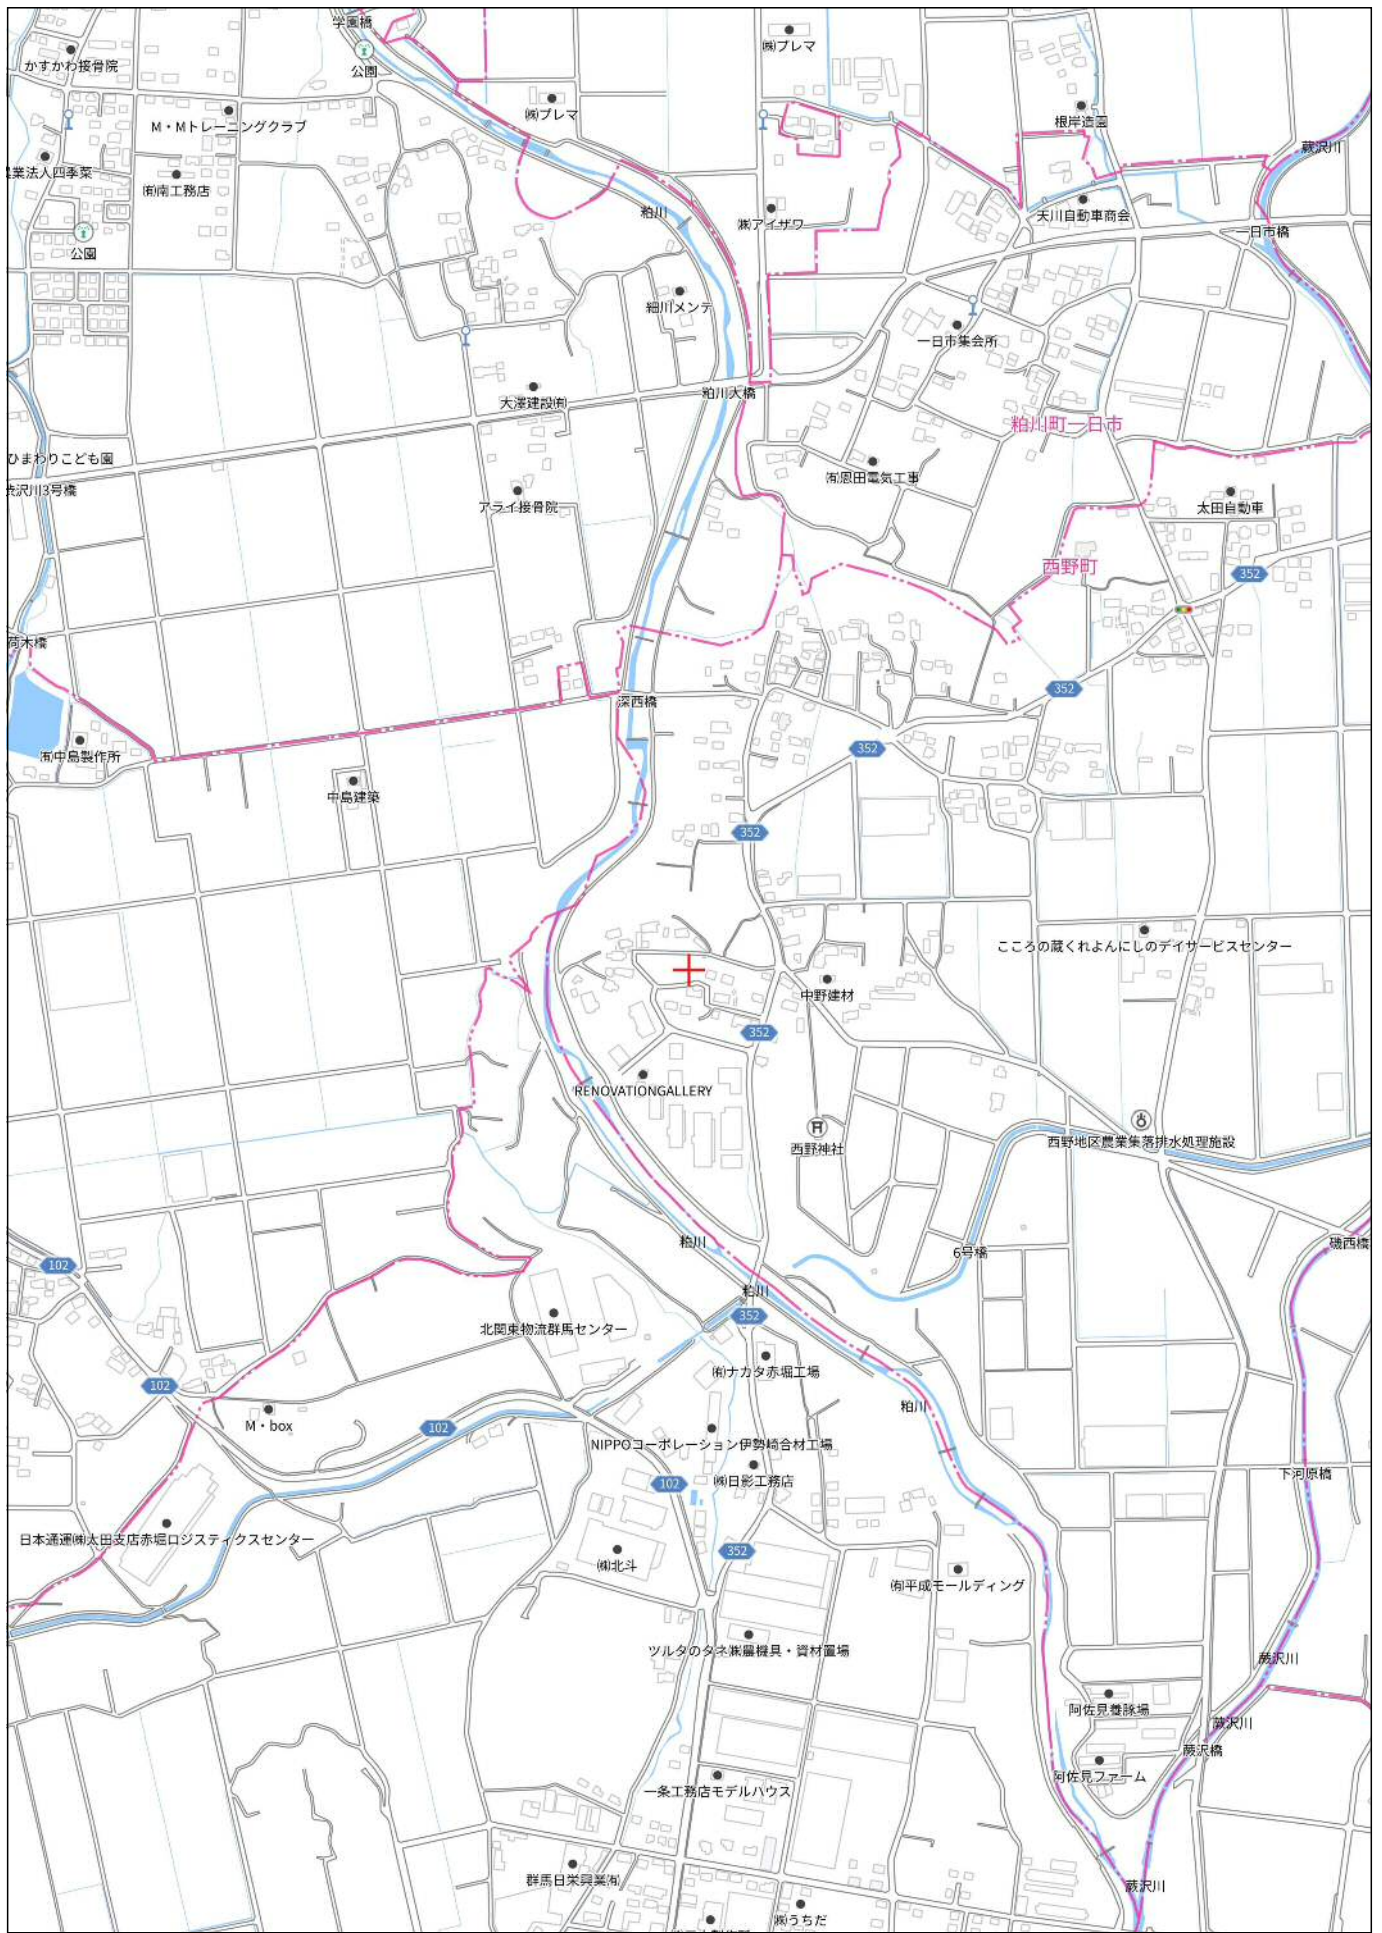 学園橋
㈱プレマ
かすかわ接骨院
公園
㈱プレマ
M・Mトレーニングクラブ
根岸造園
蕨沢川
㈲南工務店
粕川
㈱アイザワ
天川自動車商会
一日市橋
公園
細川メンテ
一日市集会所
粕川大橋
大澤建設㈲
粕川町一日市
ひまわりこども園
㈲恩田電気工事
アライ接骨院
太田自動車
西野町
352
荷木橋
352
深西橋
352
㈲中島製作所
中島建築
352
こころの蔵くれよんにしのデイサービスセンター
中野建材
352
RENOVATIONGALLERY
西野神社
西野地区農業集落排水処理施設
粕川
6号橋
磯西橋
102
粕川
352
北関東物流群馬センター
㈲ナカタ赤堀工場
102
粕川
M・box
102
NIPPOコーポレーション伊勢崎合材工場
下河原橋
㈱日影工務店
102
日本通運㈱太田支店赤堀ロジスティクスセンター
352
㈱北斗
㈲平成モールディング
ツルタのタネ㈱農機具・資材置場
蕨沢川
阿佐見養豚場
蕨沢川
蕨沢橋
阿佐見ファーム
一条工務店モデルハウス
群馬日栄興業㈲
蕨沢川
㈱うちだ